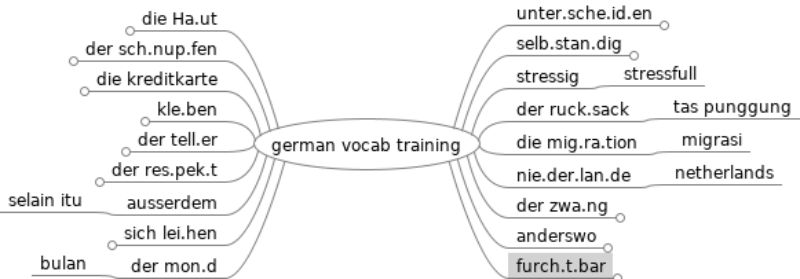 die Ha.ut
der sch.nup.fen
die kreditkarte
kle.ben
der tell.er
der res.pek.t
selain itu ausserdem
sich lei.hen
bulan der mon.d
german vocab training
unter.sche.id.en
selb.stan.dig
stressig stressfull
der ruck.sack tas punggung
die mig.ra.tion migrasi
nie.der.lan.de netherlands
der zwa.ng
anderswo
furch.t.bar